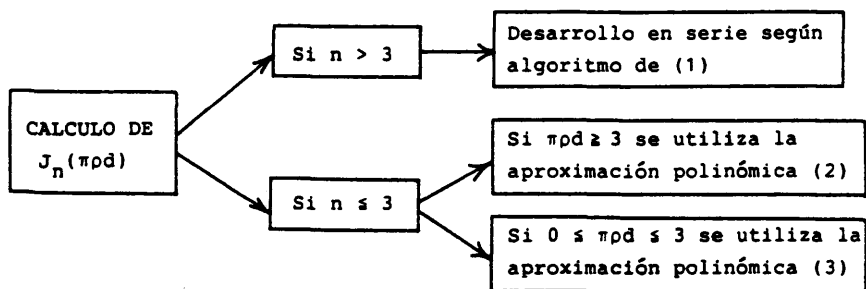 Si n > 3
Desarrollo en serie según
algoritmo de (1)
CALCULO DE
J_n(πρd)
Si πρd ≥ 3 se utiliza la
aproximación polinómica (2)
Si n ≤ 3
Si 0 ≤ πρd ≤ 3 se utiliza la
aproximación polinómica (3)